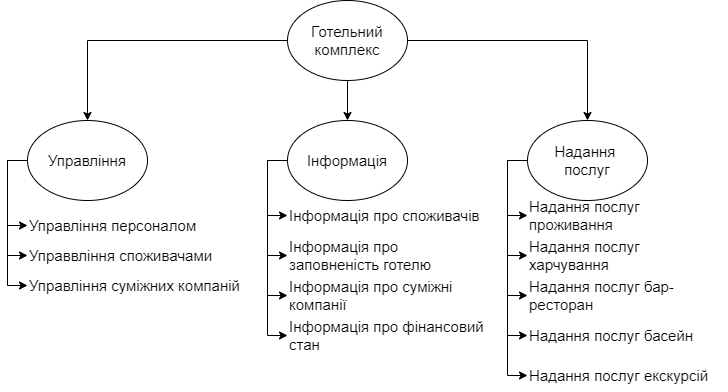 Готельний
комплекс
Управління
Управління персоналом
Управвління споживачами
Управління суміжних компаній
Інформація
Інформація про споживачів
Інформація про
заповненість готелю
Інформація про суміжні
компанії
Інформація про фінансовий
стан
Надання
послуг
Надання послуг
проживання
Надання послуг
харчування
Надання послуг бар-
ресторан
Надання послуг басейн
Надання послуг екскурсій